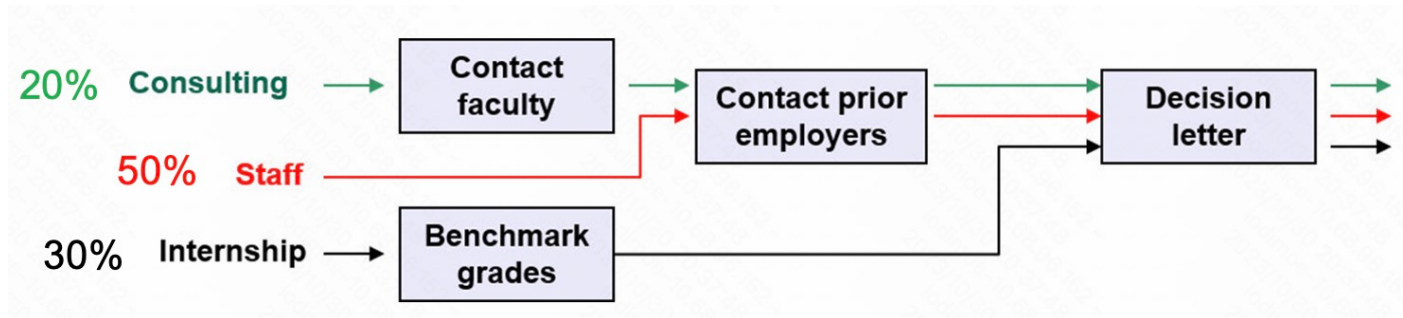 20% Consulting
Contact
faculty
Contact prior
employers
Decision
letter
50% Staff
30% Internship
Benchmark
grades